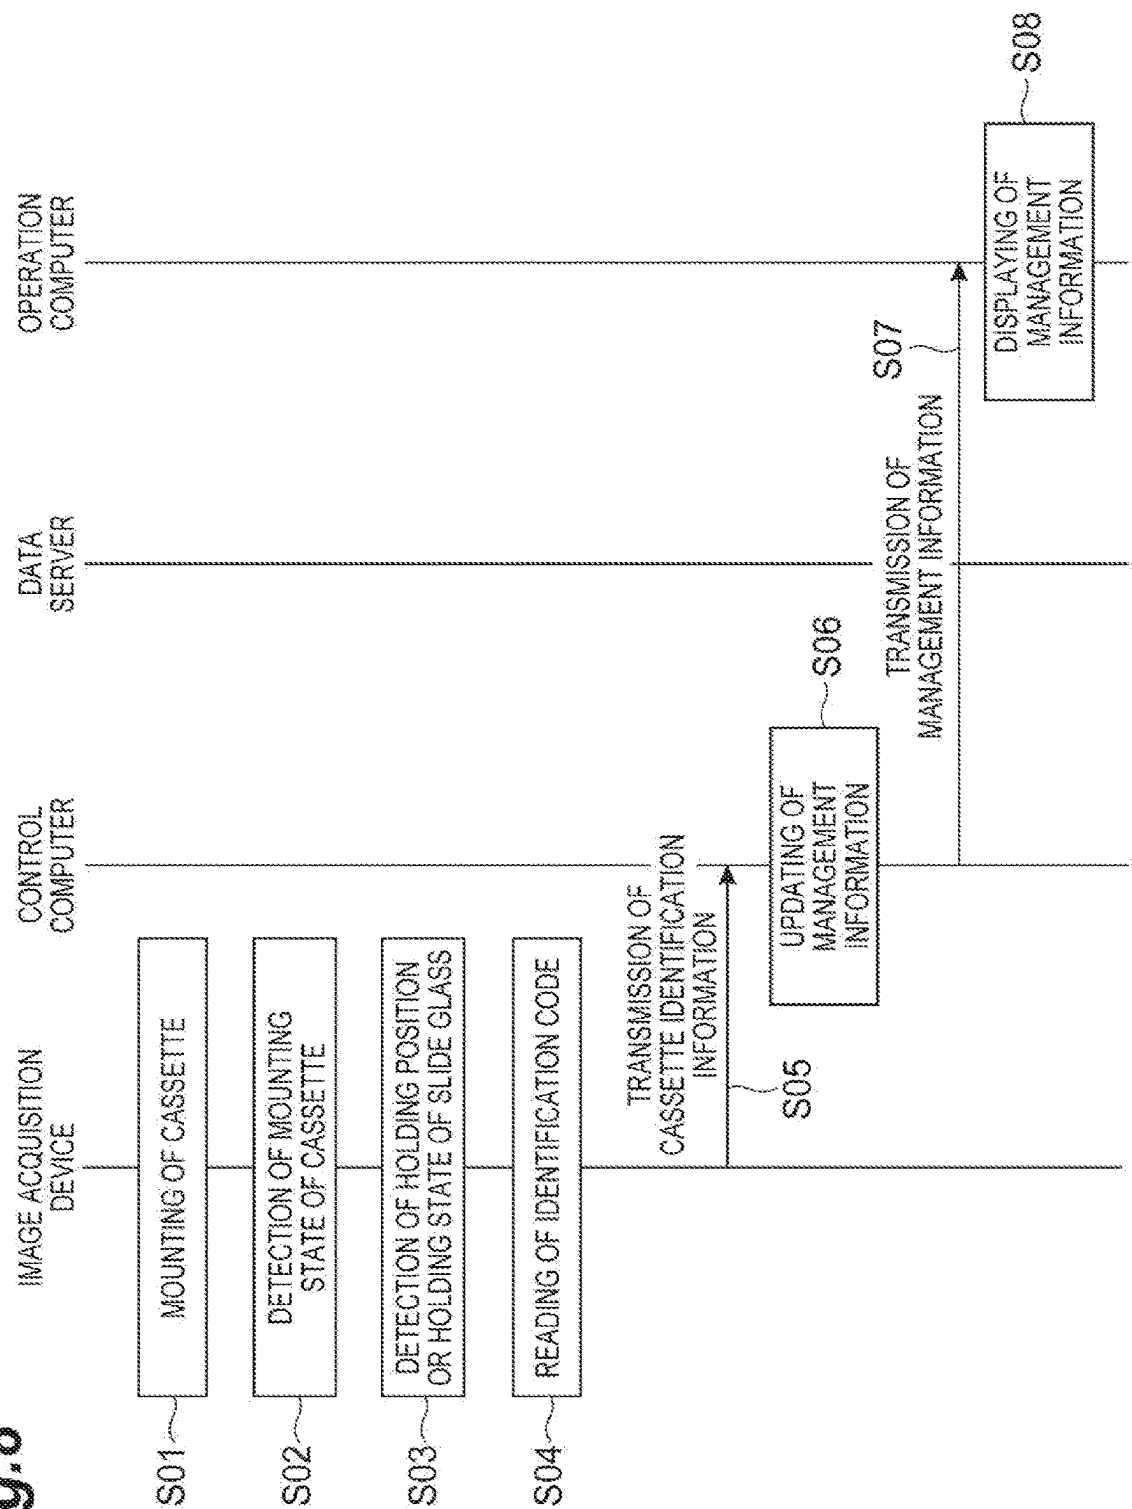 IMAGE ACQUISITION
DEVICE
CONTROL
COMPUTER
DATA
SERVER
OPERATION
COMPUTER
S01
MOUNTING OF CASSETTE
S02
DETECTION OF MOUNTING
STATE OF CASSETTE
S03
DETECTION OF HOLDING POSITION
OR HOLDING STATE OF SLIDE GLASS
S04
READING OF IDENTIFICATION CODE
TRANSMISSION OF
CASSETTE IDENTIFICATION
INFORMATION
S05
UPDATING OF
MANAGEMENT
INFORMATION
S06
TRANSMISSION OF
MANAGEMENT INFORMATION
S07
DISPLAYING OF
MANAGEMENT
INFORMATION
S08